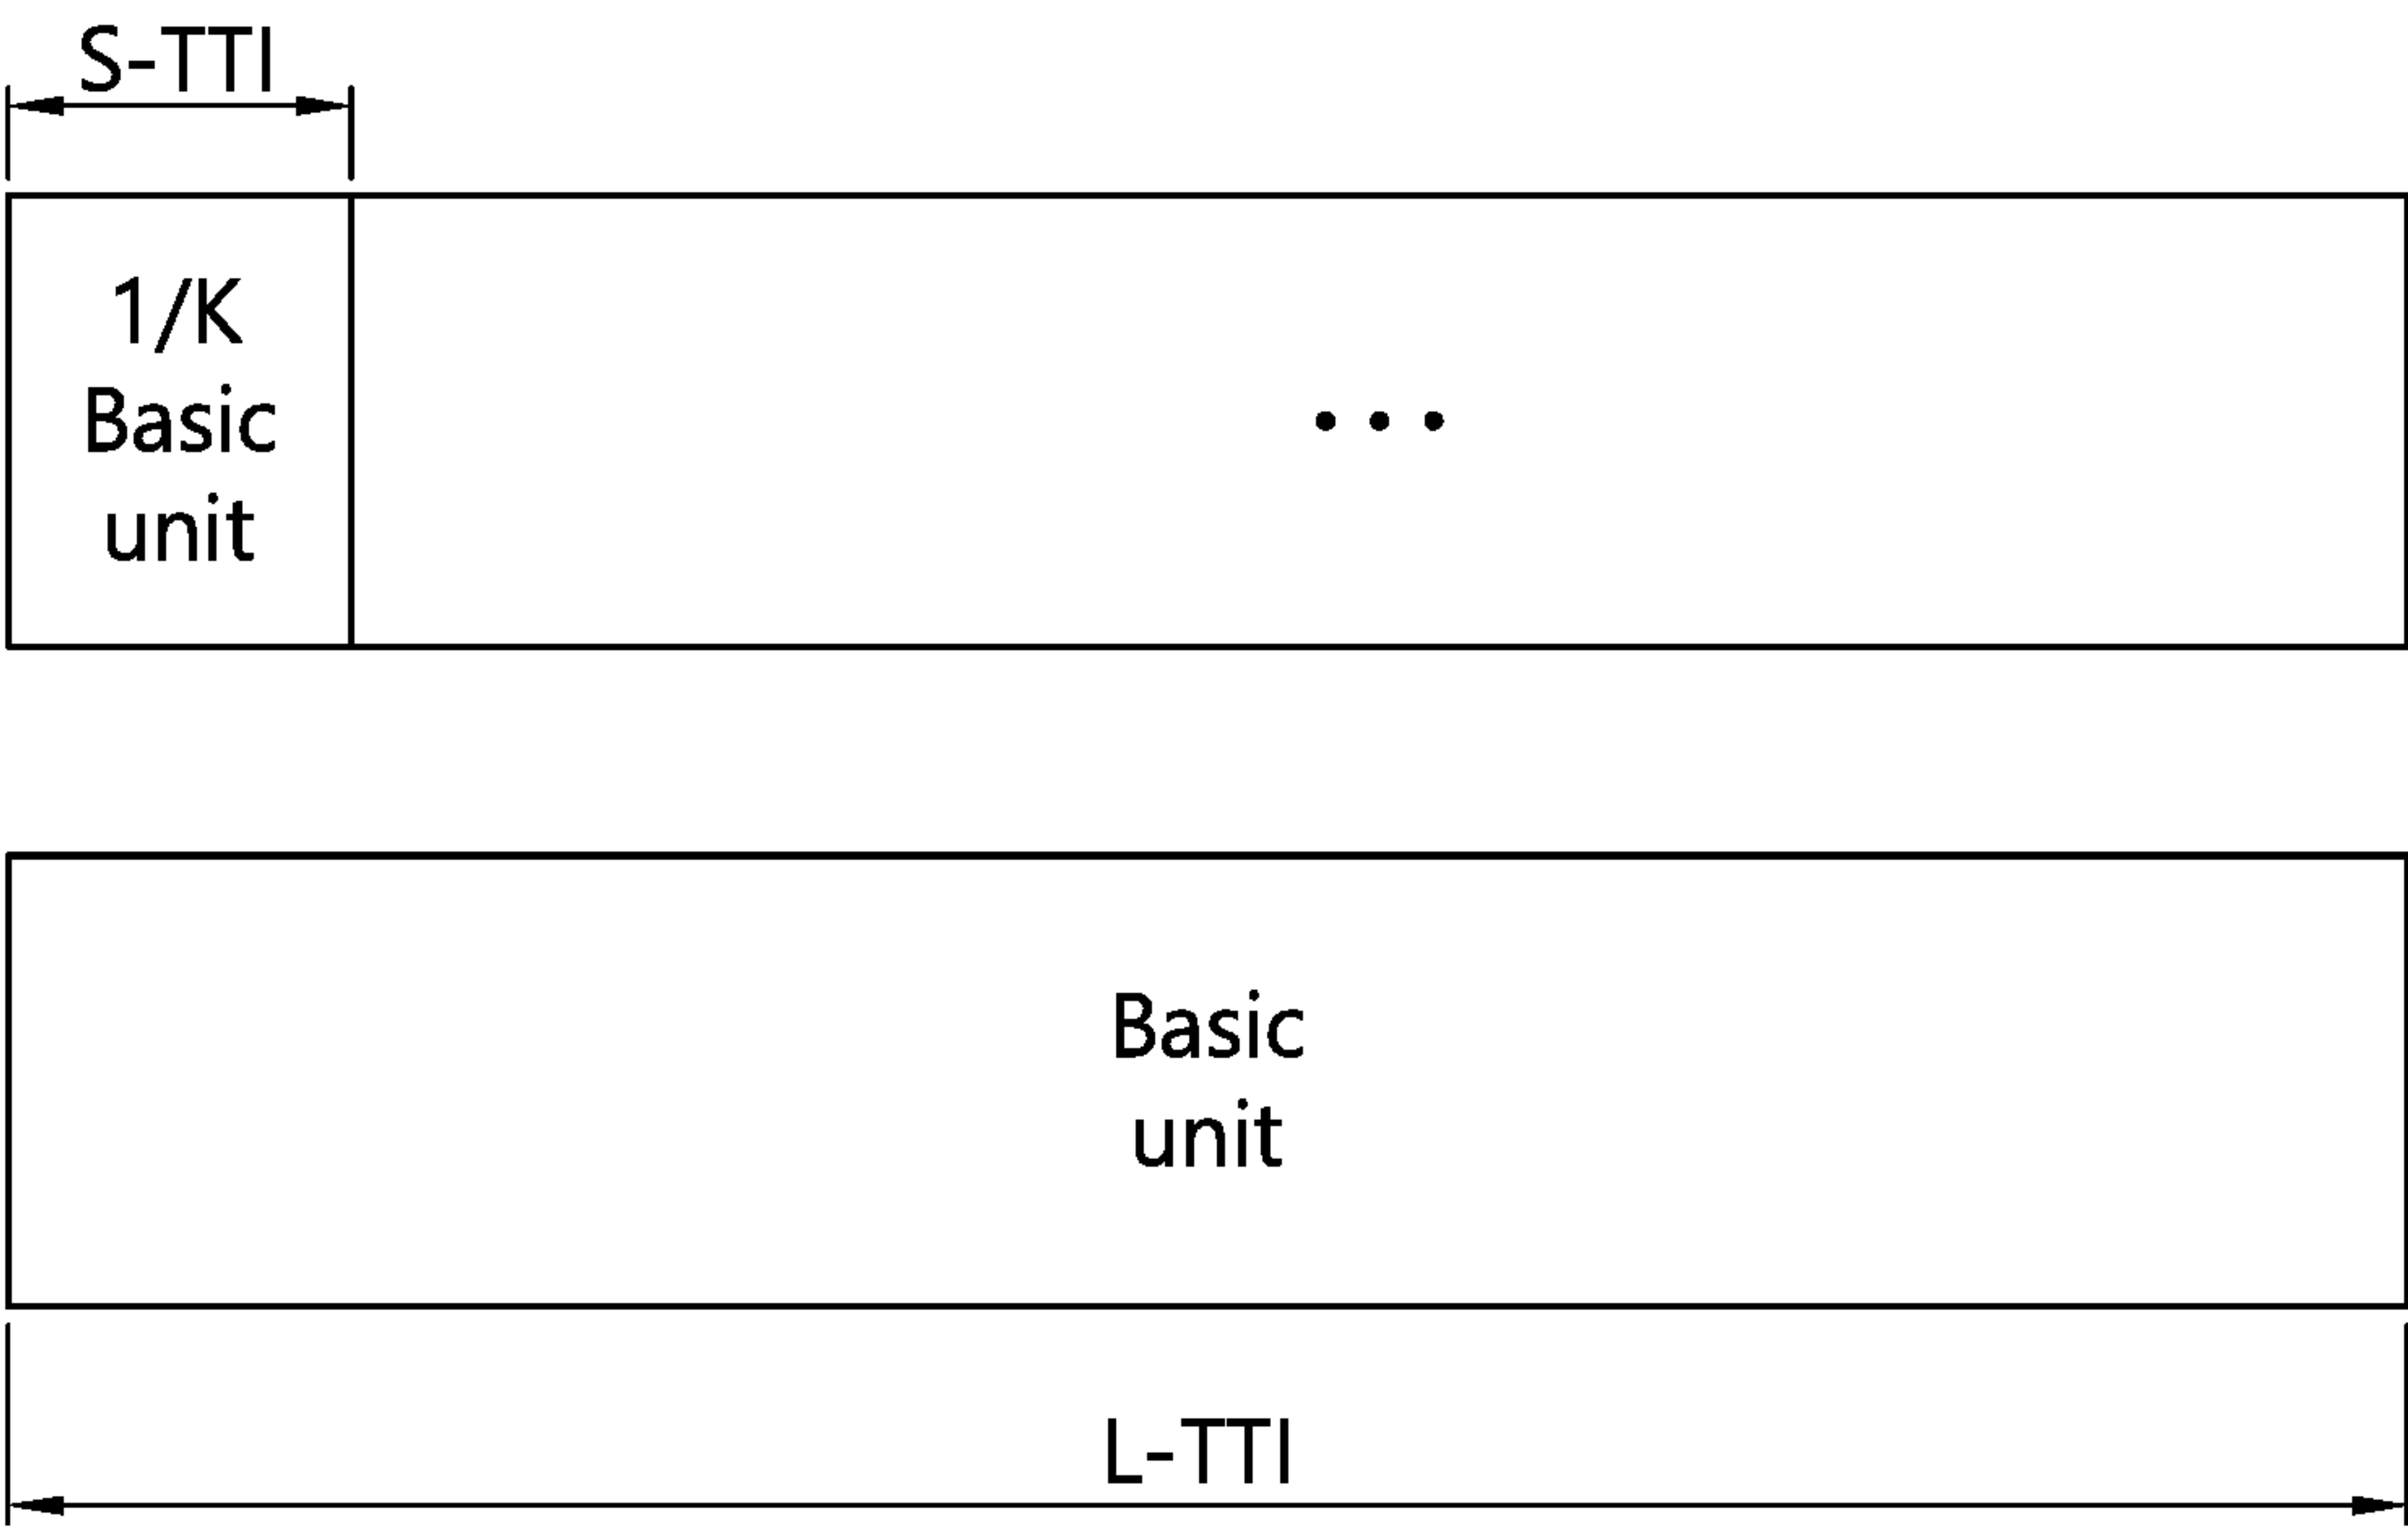 S-TTI
1/K
Basic
unit
•••
Basic
unit
L-TTI